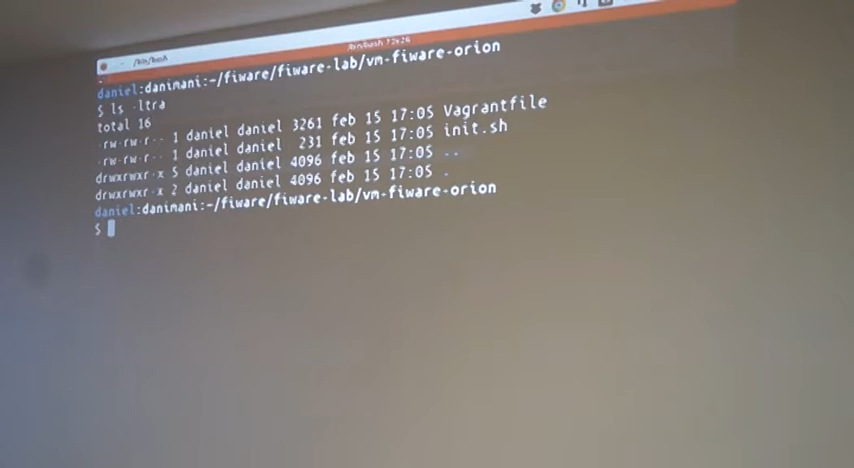 /bin/bash
/bin/bash 73x26
daniel:danimani:~/fiware/fiware-lab/vm-fiware-orion
$ ls -ltra
total 16
-rw-rw-r-- 1 daniel daniel 3261 feb 15 17:05 Vagrantfile
-rw-rw-r-- 1 daniel daniel 231 feb 15 17:05 init.sh
drwxrwxr-x 5 daniel daniel 4096 feb 15 17:05 ..
drwxrwxr-x 2 daniel daniel 4096 feb 15 17:05 .
daniel:danimani:~/fiware/fiware-lab/vm-fiware-orion
$